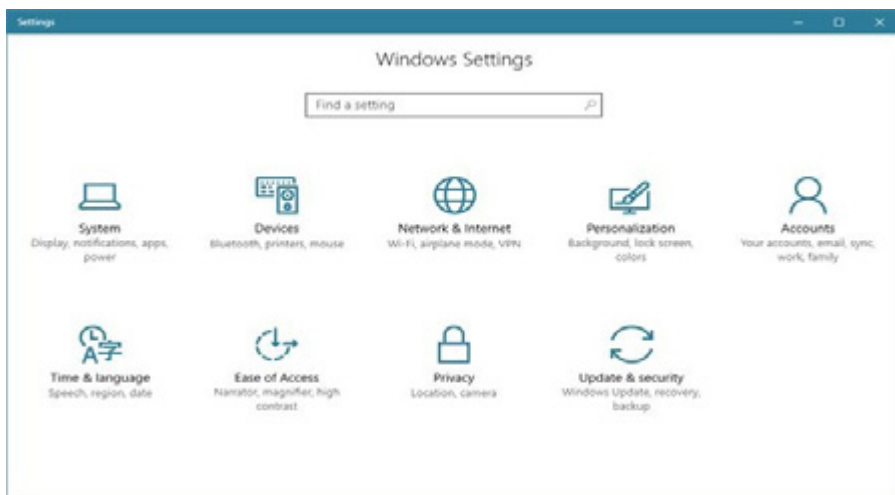 Settings
Windows Settings
Find a setting
System
Display, notifications, apps,
power
Devices
Bluetooth, printers, mouse
Network & Internet
Wi-Fi, airplane mode, VPN
Personalization
Background, lock screen,
colors
Accounts
Your accounts, email, sync,
work, family
A字
Time & language
Speech, region, date
Ease of Access
Narrator, magnifier, high
contrast
Privacy
Location, camera
Update & security
Windows Update, recovery,
backup